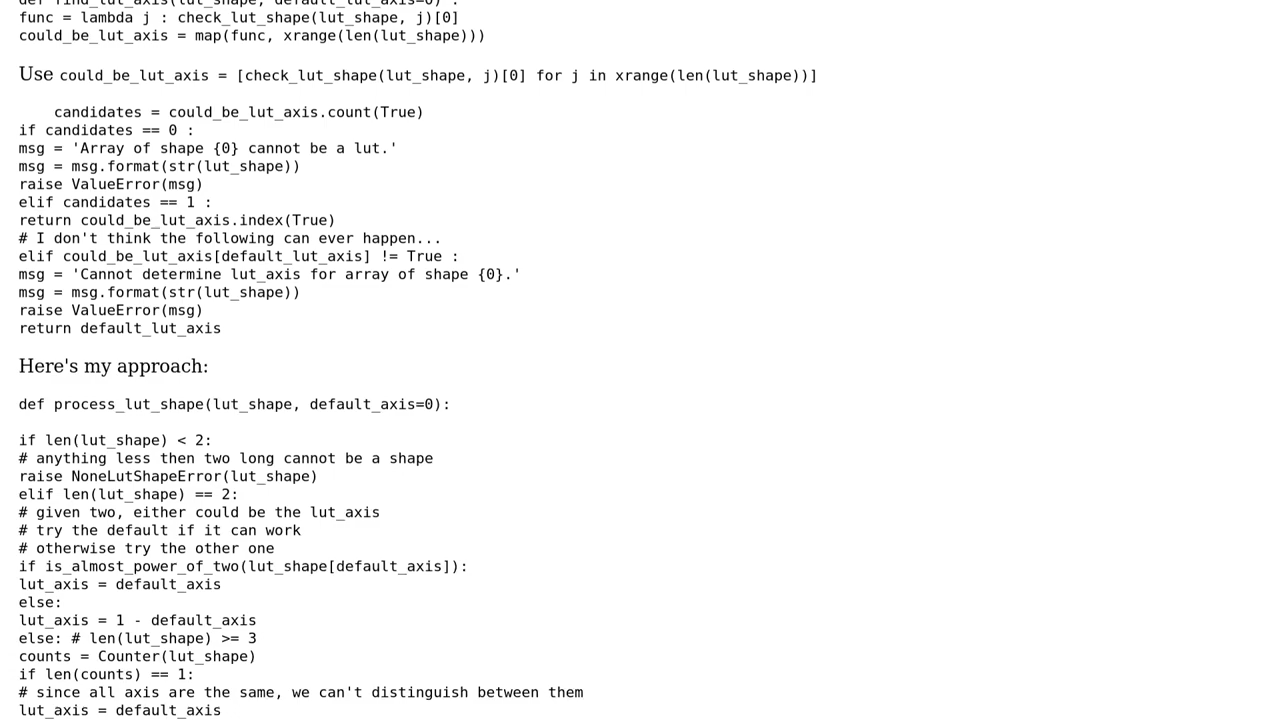 def find_lut_axis(lut_shape, default_lut_axis=0) :
func = lambda j : check_lut_shape(lut_shape, j)[0]
could_be_lut_axis = map(func, xrange(len(lut_shape)))
Use could_be_lut_axis = [check_lut_shape(lut_shape, j)[0] for j in xrange(len(lut_shape))]
    candidates = could_be_lut_axis.count(True)
if candidates == 0 :
msg = 'Array of shape {0} cannot be a lut.'
msg = msg.format(str(lut_shape))
raise ValueError(msg)
elif candidates == 1 :
return could_be_lut_axis.index(True)
# I don't think the following can ever happen...
elif could_be_lut_axis[default_lut_axis] != True :
msg = 'Cannot determine lut_axis for array of shape {0}.'
msg = msg.format(str(lut_shape))
raise ValueError(msg)
return default_lut_axis
Here's my approach:
def process_lut_shape(lut_shape, default_axis=0):
if len(lut_shape) < 2:
# anything less then two long cannot be a shape
raise NoneLutShapeError(lut_shape)
elif len(lut_shape) == 2:
# given two, either could be the lut_axis
# try the default if it can work
# otherwise try the other one
if is_almost_power_of_two(lut_shape[default_axis]):
lut_axis = default_axis
else:
lut_axis = 1 - default_axis
else: # len(lut_shape) >= 3
counts = Counter(lut_shape)
if len(counts) == 1:
# since all axis are the same, we can't distinguish between them
lut_axis = default_axis